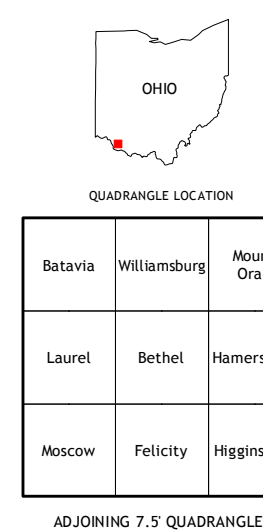 OHIO
QUADRANGLE LOCATION
Batavia Williamsburg
Laurel Bethel
Moscow Felicity
ADJOINING 7.5' QUADRANGLE